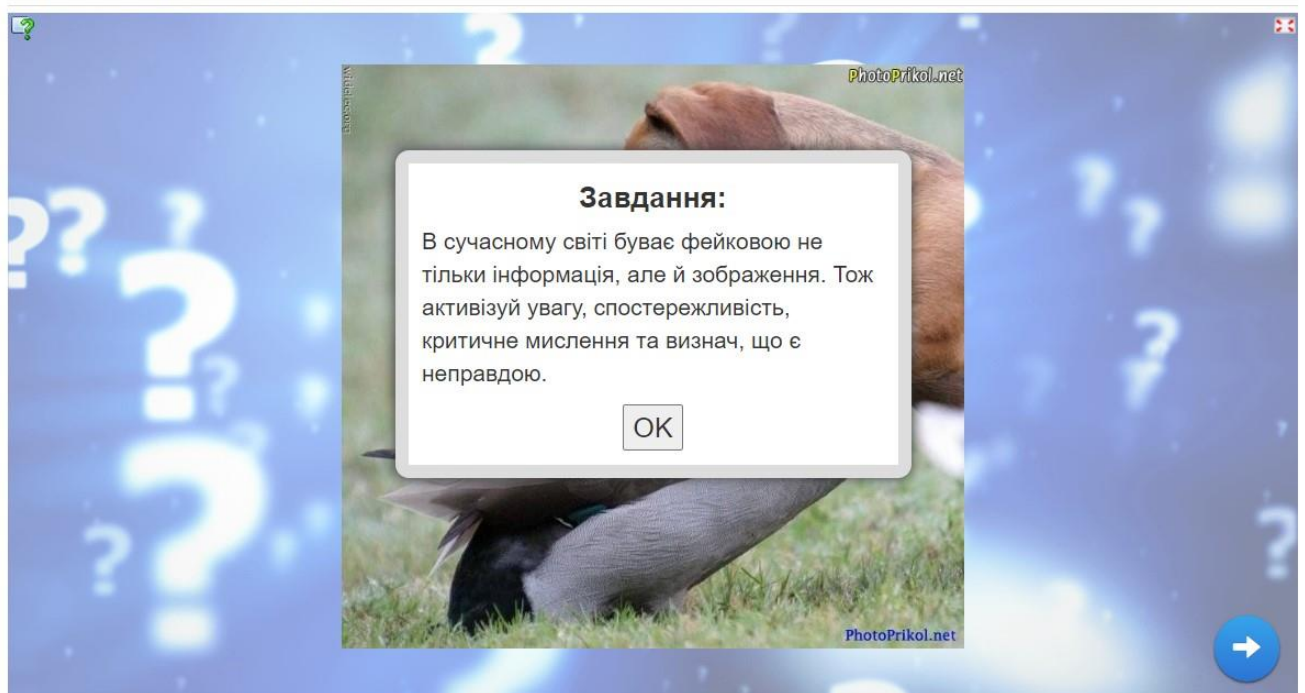 PhotoPrikol.net
Завдання:
В сучасному світі буває фейковою не
тільки інформація, але й зображення. Тож
активізуй увагу, спостережливість,
критичне мислення та визнач, що є
неправдою.
OK
PhotoPrikol.net